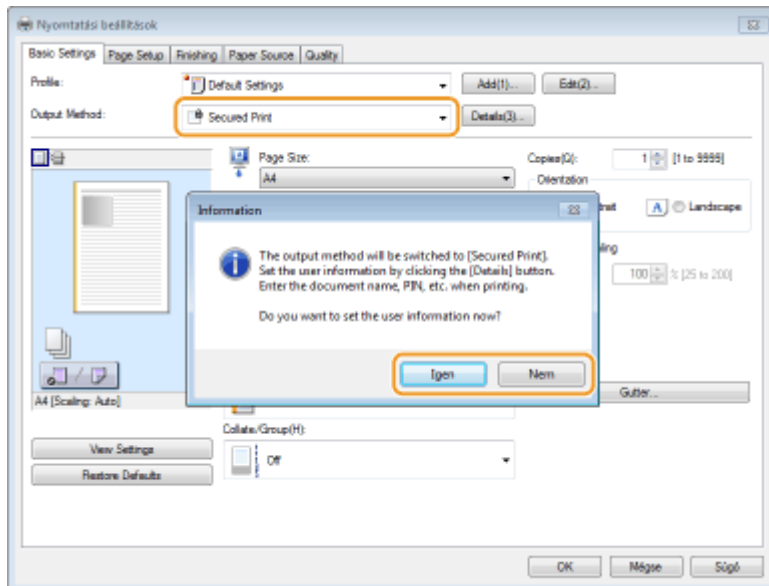 Nyomtatási beállítások
Basic Settings Page Setup Finishing Paper Source Quality
Profile: Default Settings Add(1)... Edit(2)...
Output Method: Secured Print Details(3)...
Page Size: Copies(Q): 1 [1 to 9999]
A4 Orientation
A Landscape
100 % [25 to 200]
Information
The output method will be switched to [Secured Print].
Set the user information by clicking the [Details] button.
Enter the document name, PIN, etc. when printing.
Do you want to set the user information now?
Igen Nem
A4 [Scaling: Auto] Gutter...
Collate/Group(H):
View Settings Off
Restore Defaults
OK Mégse Súgó